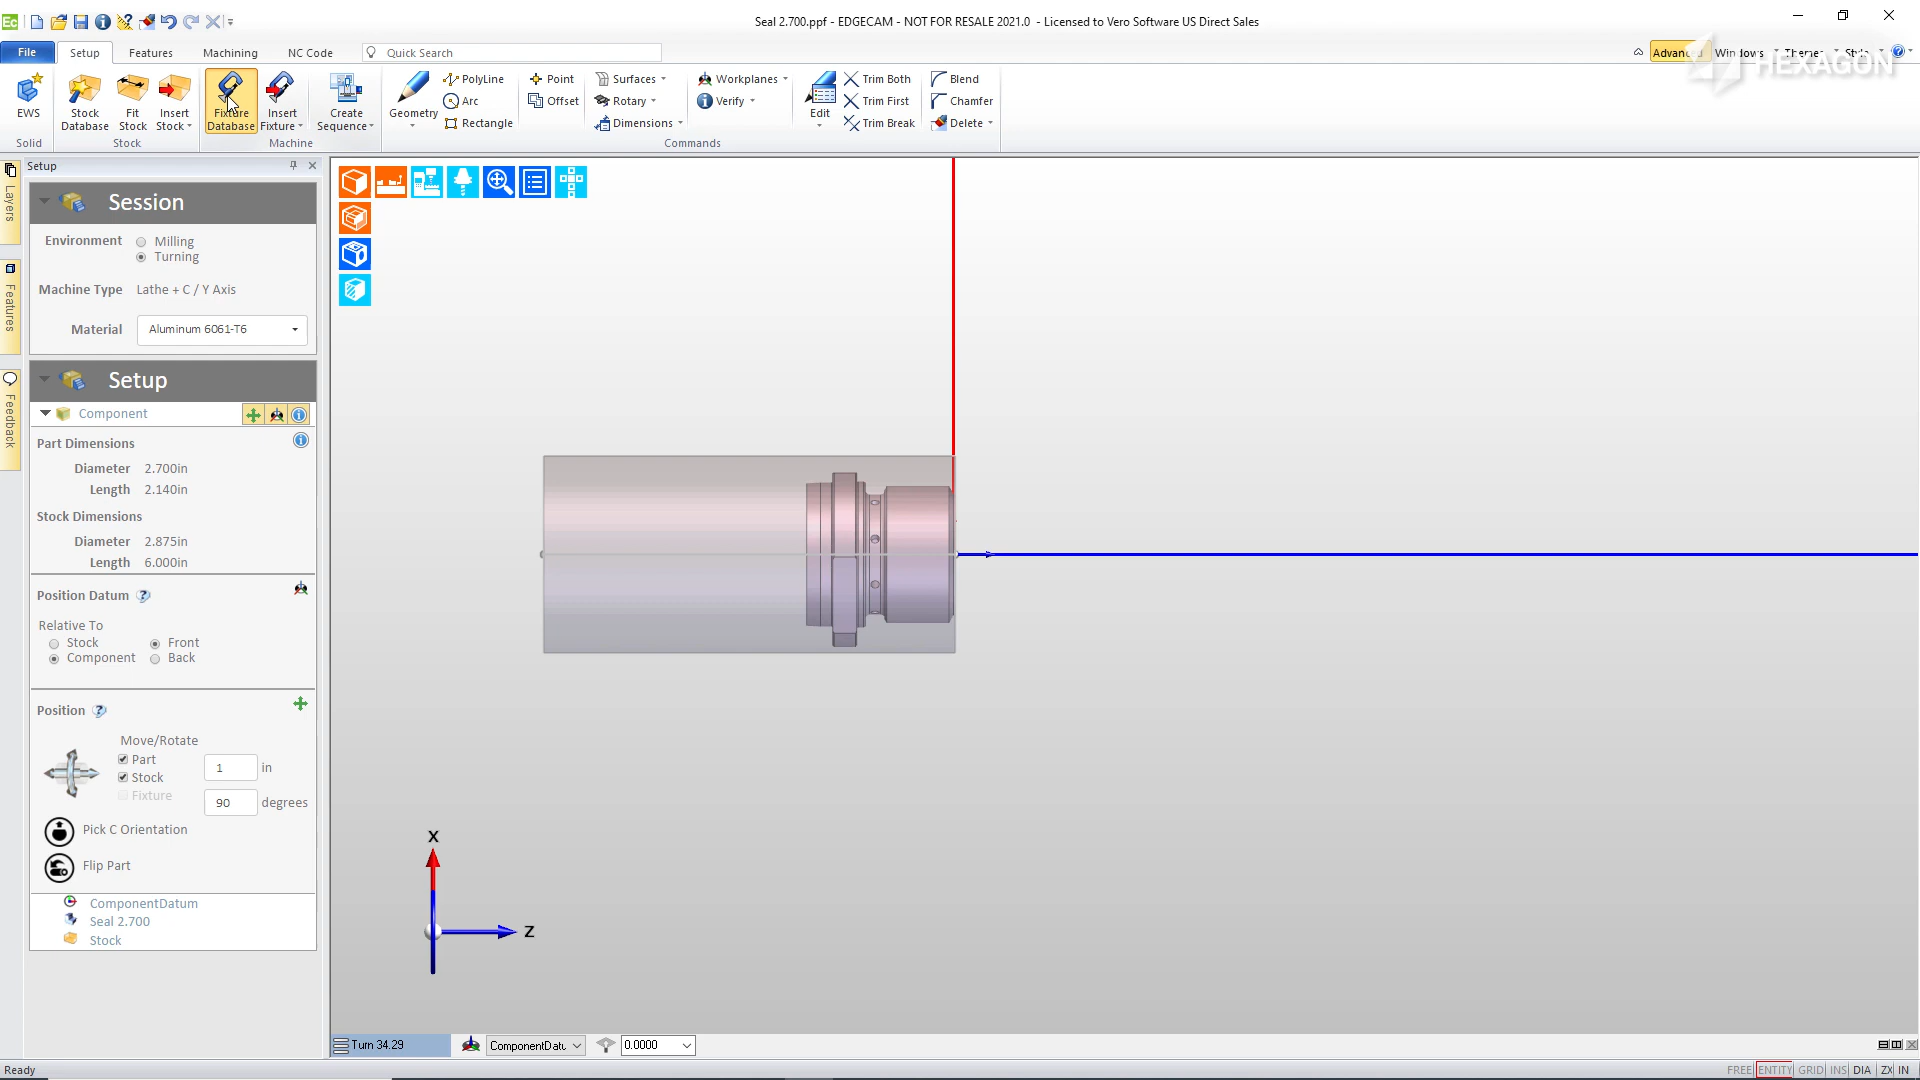 Ec
Seal 2.700.ppf - EDGECAM - NOT FOR RESALE 2021.0 - Licensed to Vero Software US Direct Sales
File
Setup
Features
Machining
NC Code
Quick Search
Windows
HEXAGON
EWS
Stock Database
Fit Stock
Insert Stock
Fixture Database
Insert Fixture
Create Sequence
Geometry
PolyLine
Arc
Rectangle
Point
Offset
Surfaces
Rotary
Dimensions
Workplanes
Verify
Edit
Trim Both
Trim First
Trim Break
Blend
Chamfer
Delete
Solid
Stock
Machine
Commands
Setup
Layers
Features
Feedback
Session
Environment
Milling
Turning
Machine Type Lathe + C / Y Axis
Material Aluminum 6061-T6
Setup
Component
Part Dimensions
Diameter 2.700in
Length 2.140in
Stock Dimensions
Diameter 2.875in
Length 6.000in
Position Datum
Relative To
Stock
Front
Component
Back
Position
Move/Rotate
Part
1 in
Stock
Fixture
90 degrees
Pick C Orientation
Flip Part
ComponentDatum
Seal 2.700
Stock
X
Z
Turn 34.29
ComponentDatu
0.0000
Ready
FREE ENTITY GRID INS DIA ZX IN